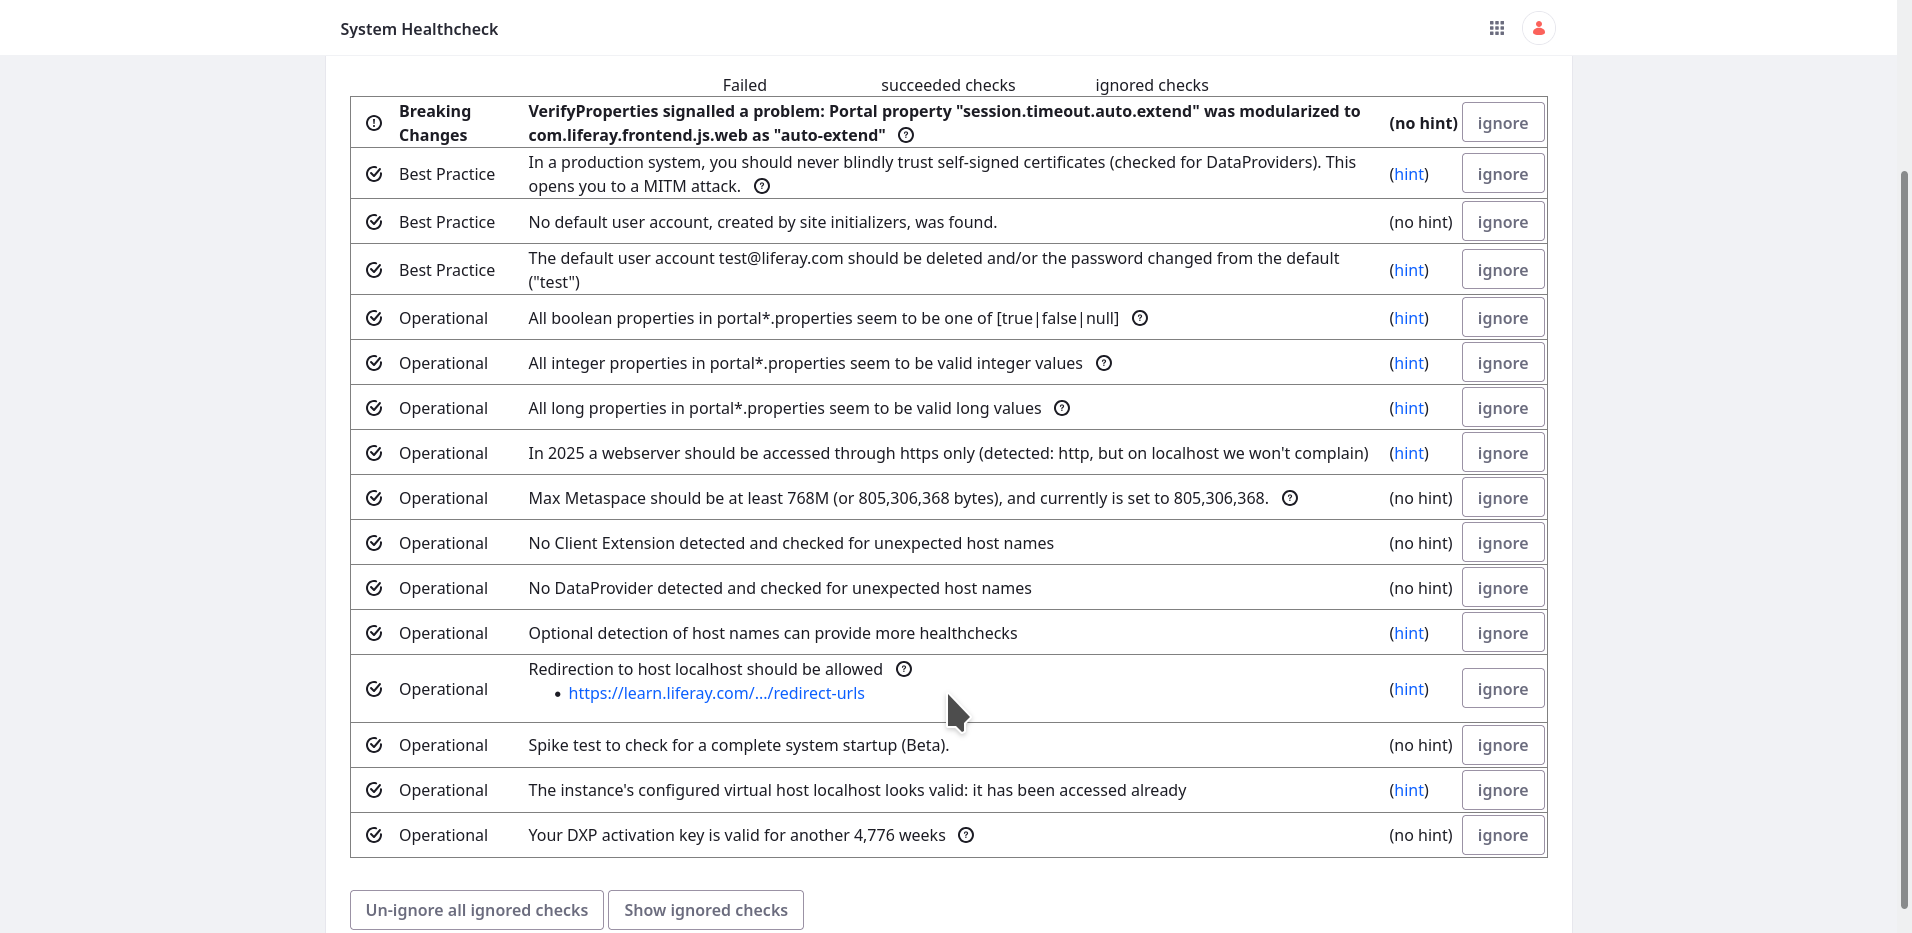 System Healthcheck
Failed succeeded checks ignored checks
Breaking Changes VerifyProperties signalled a problem: Portal property "session.timeout.auto.extend" was modularized to com.liferay.frontend.js.web as "auto-extend" (no hint) ignore
Best Practice In a production system, you should never blindly trust self-signed certificates (checked for DataProviders). This opens you to a MITM attack. (hint) ignore
Best Practice No default user account, created by site initializers, was found. (no hint) ignore
Best Practice The default user account test@liferay.com should be deleted and/or the password changed from the default ("test") (hint) ignore
Operational All boolean properties in portal*.properties seem to be one of [true|false|null] (hint) ignore
Operational All integer properties in portal*.properties seem to be valid integer values (hint) ignore
Operational All long properties in portal*.properties seem to be valid long values (hint) ignore
Operational In 2025 a webserver should be accessed through https only (detected: http, but on localhost we won't complain) (hint) ignore
Operational Max Metaspace should be at least 768M (or 805,306,368 bytes), and currently is set to 805,306,368. (no hint) ignore
Operational No Client Extension detected and checked for unexpected host names (no hint) ignore
Operational No DataProvider detected and checked for unexpected host names (no hint) ignore
Operational Optional detection of host names can provide more healthchecks (hint) ignore
Operational Redirection to host localhost should be allowed
• https://learn.liferay.com/.../redirect-urls (hint) ignore
Operational Spike test to check for a complete system startup (Beta). (no hint) ignore
Operational The instance's configured virtual host localhost looks valid: it has been accessed already (hint) ignore
Operational Your DXP activation key is valid for another 4,776 weeks (no hint) ignore
Un-ignore all ignored checks Show ignored checks